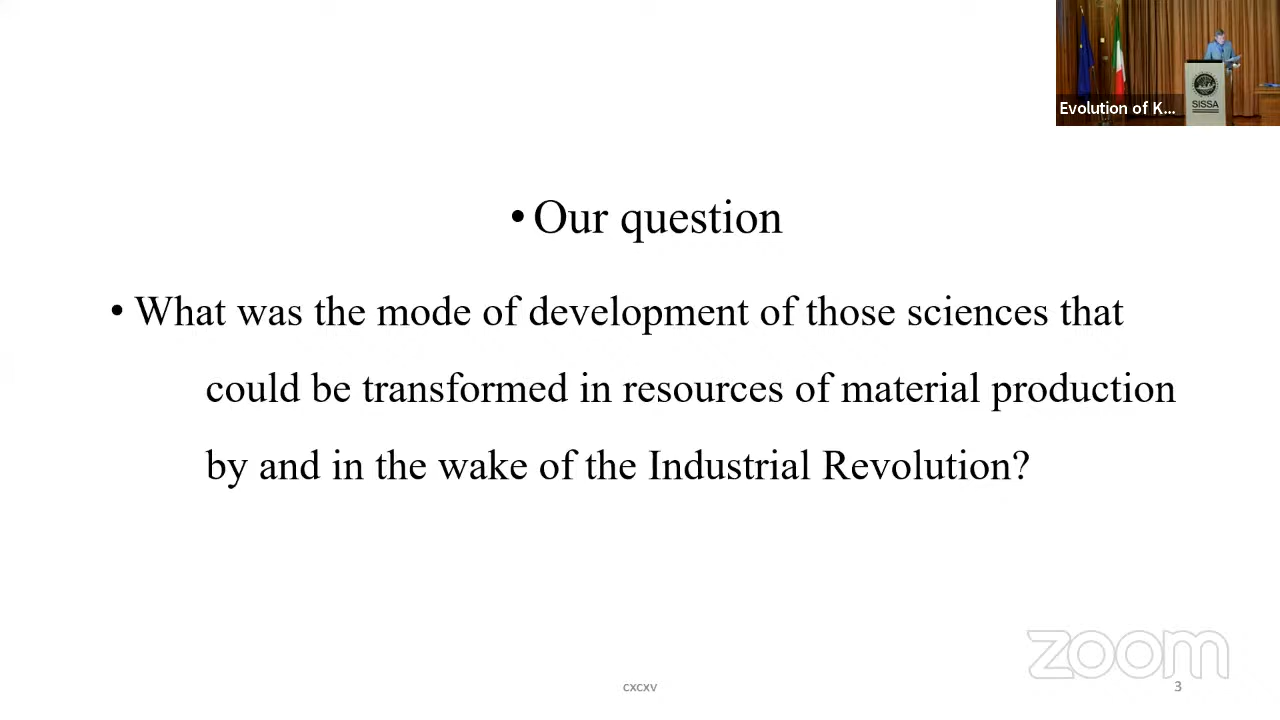 Evolution of K...
SISSA
• Our question
• What was the mode of development of those sciences that
could be transformed in resources of material production
by and in the wake of the Industrial Revolution?
zoom
CXCXV
3